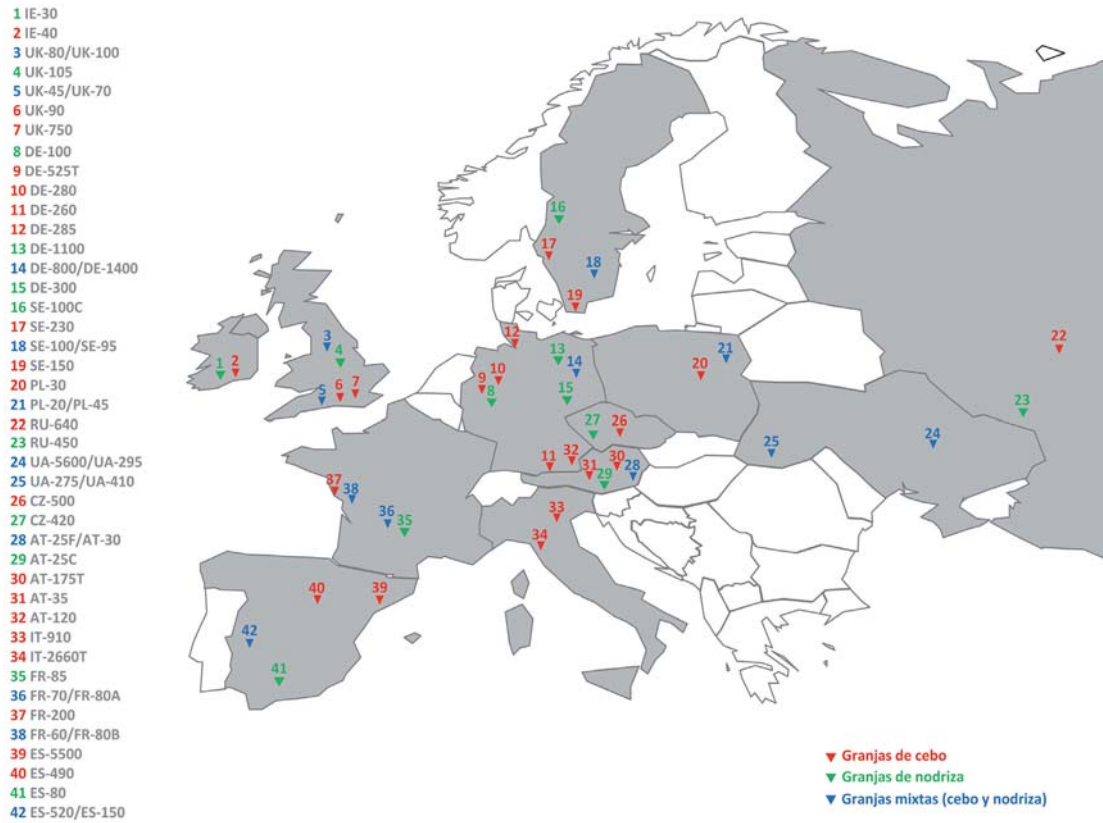 1 IE-30
2 IE-40
3 UK-80/UK-100
4 UK-105
5 UK-45/UK-70
6 UK-90
7 UK-750
8 DE-100
9 DE-525T
10 DE-280
11 DE-260
12 DE-285
13 DE-1100
14 DE-800/DE-1400
15 DE-300
16 SE-100C
17 SE-230
18 SE-100/SE-95
19 SE-150
20 PL-30
21 PL-20/PL-45
22 RU-640
23 RU-450
24 UA-5600/UA-295
25 UA-275/UA-410
26 CZ-500
27 CZ-420
28 AT-25F/AT-30
29 AT-25C
30 AT-175T
31 AT-35
32 AT-120
33 IT-910
34 IT-2660T
35 FR-85
36 FR-70/FR-80A
37 FR-200
38 FR-60/FR-80B
39 ES-5500
40 ES-490
41 ES-80
42 ES-520/ES-150
16
17
18
19
12
3
4
13
21
22
1
2
14
20
10
9
5
6
7
8
15
23
27
26
24
25
11
32
31
30
28
29
37
38
36
35
33
34
40
39
42
41
Granjas de cebo
Granjas de nodriza
Granjas mixtas (cebo y nodriza)